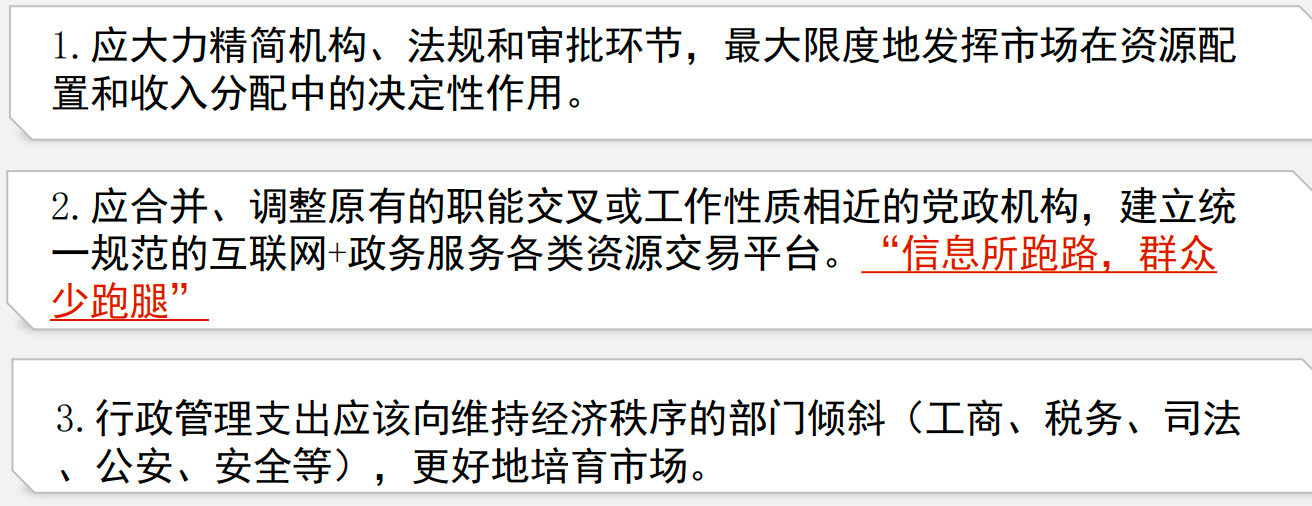 1.应大力精简机构、法规和审批环节，最大限度地发挥市场在资源配
置和收入分配中的决定性作用。
2.应合并、调整原有的职能交叉或工作性质相近的党政机构，建立统
一规范的互联网+政务服务各类资源交易平台。“信息所跑路，群众
少跑腿”
3.行政管理支出应该向维持经济秩序的部门倾斜（工商、税务、司法
、公安、安全等），更好地培育市场。